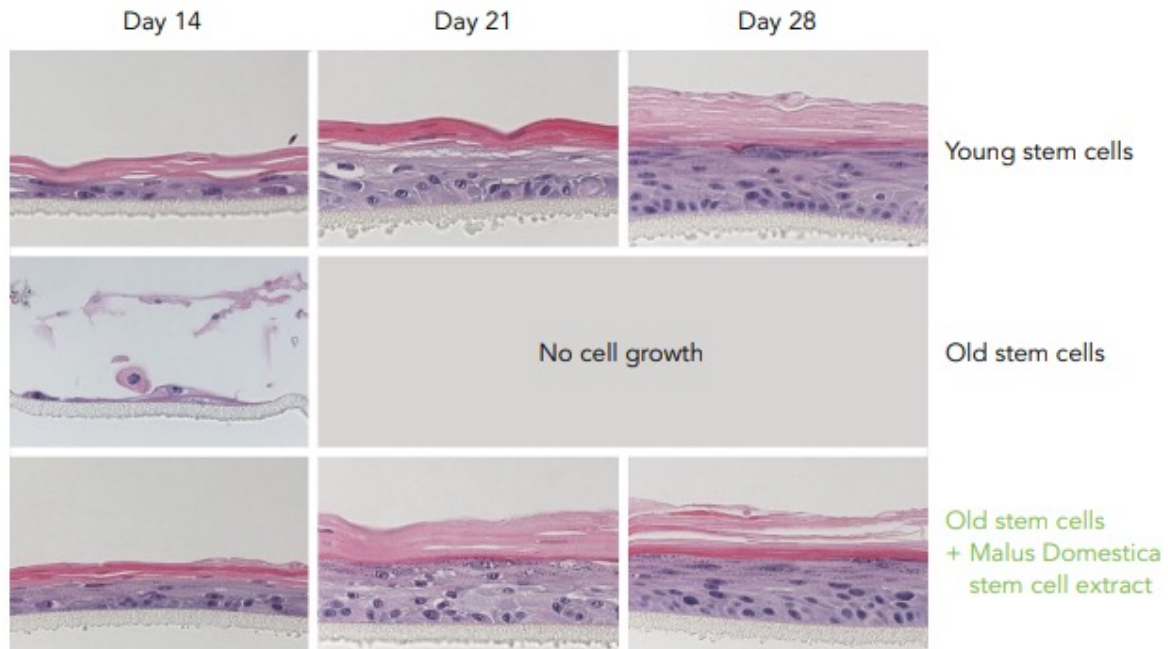 Day 14
Day 21
Day 28
Young stem cells
No cell growth
Old stem cells
Old stem cells
+ Malus Domestica
stem cell extract